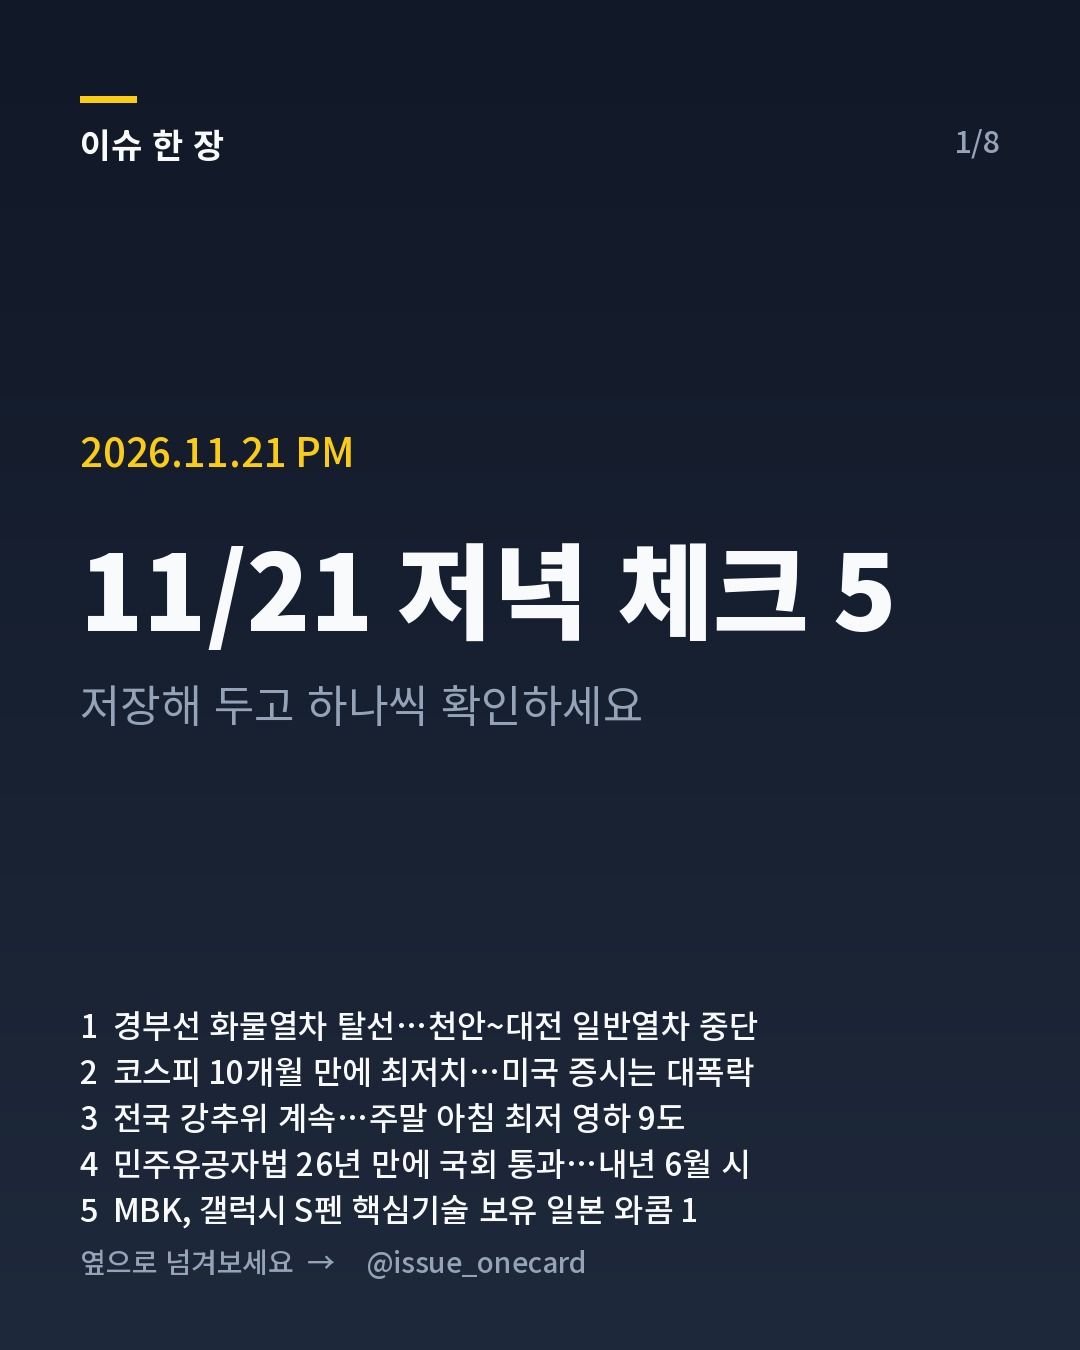 이슈 한 장
1/8
2026.11.21 PM
11/21 저녁 체크 5
저장해 두고 하나씩 확인하세요
1 경부선 화물열차 탈선…천안~대전 일반열차 중단
2 코스피 10개월 만에 최저치…미국 증시는 대폭락
3 전국 강추위 계속…주말 아침 최저 영하 9도
4 민주유공자법 26년 만에 국회 통과…내년 6월 시
5 MBK, 갤럭시 S펜 핵심기술 보유 일본 와콤 1
옆으로 넘겨보세요 → @issue_onecard